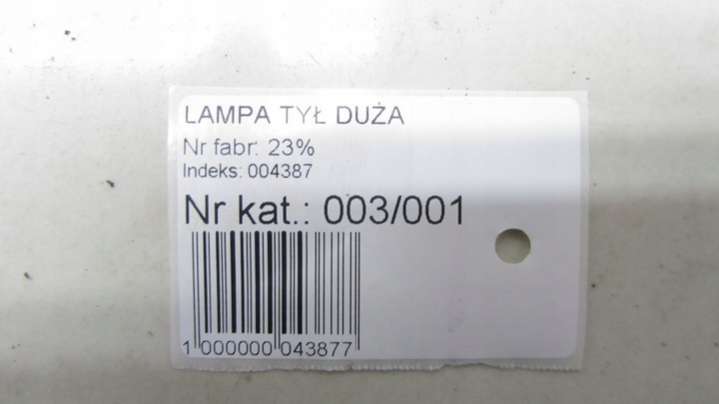 LAMPA TYŁ DUŻA
Nr fabr: 23%
Indeks: 004387
Nr kat.: 003/001
1 000000 043877